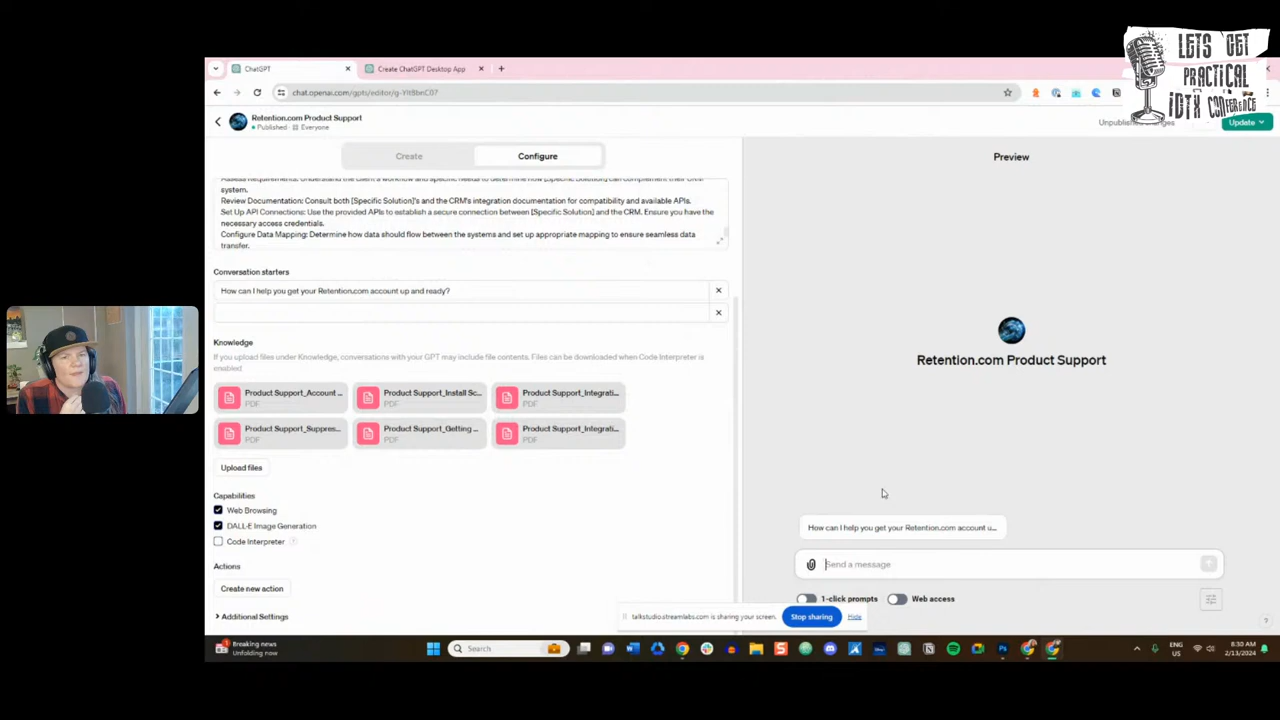 LETS GET
PRACTICAL
iDTX CONFERENCE
ChatGPT
Create ChatGPT Desktop App
chat.openai.com/gpts/editor/g-YIt8bnC07
Retention.com Product Support
Published · Everyone
Unpublished changes
Update
Create
Configure
Preview
system.
Review Documentation: Consult both [Specific Solution]'s and the CRM's integration documentation for compatibility and available APIs.
Set Up API Connections: Use the provided APIs to establish a secure connection between [Specific Solution] and the CRM. Ensure you have the
necessary access credentials.
Configure Data Mapping: Determine how data should flow between the systems and set up appropriate mapping to ensure seamless data
transfer.
Conversation starters
How can I help you get your Retention.com account up and ready?
Knowledge
If you upload files under Knowledge, conversations with your GPT may include file contents. Files can be downloaded when Code Interpreter is
enabled
Product Support_Account ...
PDF
Product Support_Install Sc...
PDF
Product Support_Integrati...
PDF
Product Support_Suppres...
PDF
Product Support_Getting ...
PDF
Product Support_Integrati...
PDF
Upload files
Capabilities
Web Browsing
DALL·E Image Generation
Code Interpreter
Actions
Create new action
Additional Settings
Retention.com Product Support
How can I help you get your Retention.com account u...
Send a message
1-click prompts
Web access
talkstudio.streamlabs.com is sharing your screen.
Stop sharing
Hide
Breaking news
Unfolding now
Search
ENG
US
8:30 AM
2/13/2024